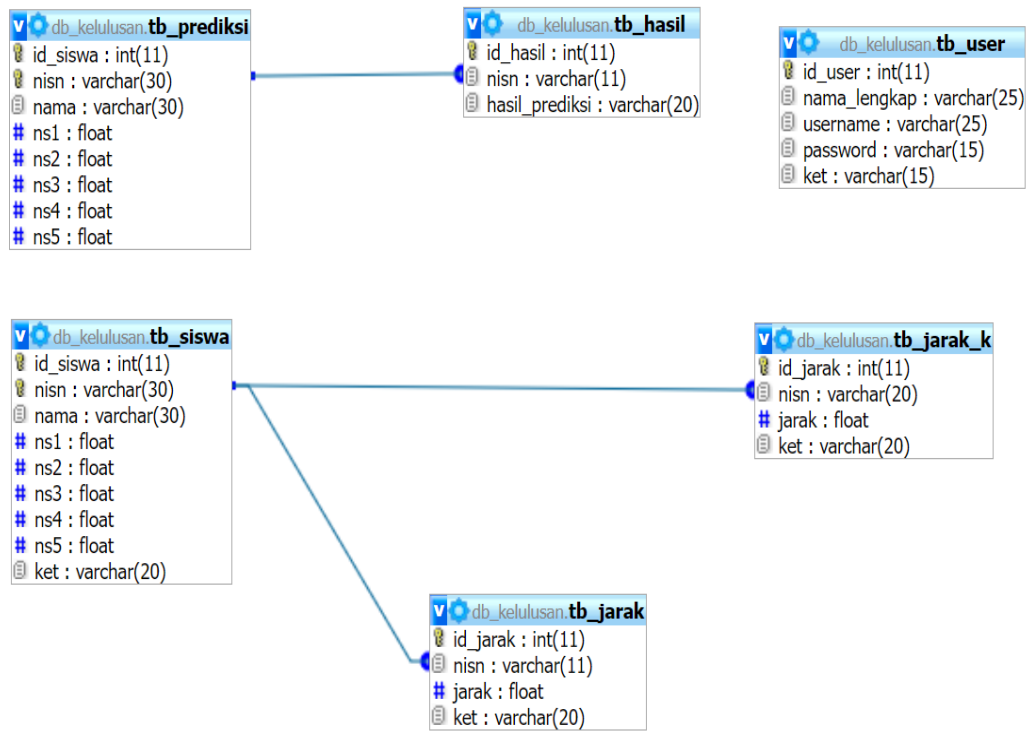 db_kelulusan.tb_prediksi
id_siswa : int(11)
nisn : varchar(30)
nama : varchar(30)
# ns1 : float
# ns2 : float
# ns3 : float
# ns4 : float
# ns5 : float
db_kelulusan.tb_hasil
id_hasil : int(11)
nisn : varchar(11)
hasil_prediksi : varchar(20)
db_kelulusan.tb_user
id_user : int(11)
nama_lengkap : varchar(25)
username : varchar(25)
password : varchar(15)
ket : varchar(15)
db_kelulusan.tb_siswa
id_siswa : int(11)
nisn : varchar(30)
nama : varchar(30)
# ns1 : float
# ns2 : float
# ns3 : float
# ns4 : float
# ns5 : float
ket : varchar(20)
db_kelulusan.tb_jarak_k
id_jarak : int(11)
nisn : varchar(20)
# jarak : float
ket : varchar(20)
db_kelulusan.tb_jarak
id_jarak : int(11)
nisn : varchar(11)
# jarak : float
ket : varchar(20)